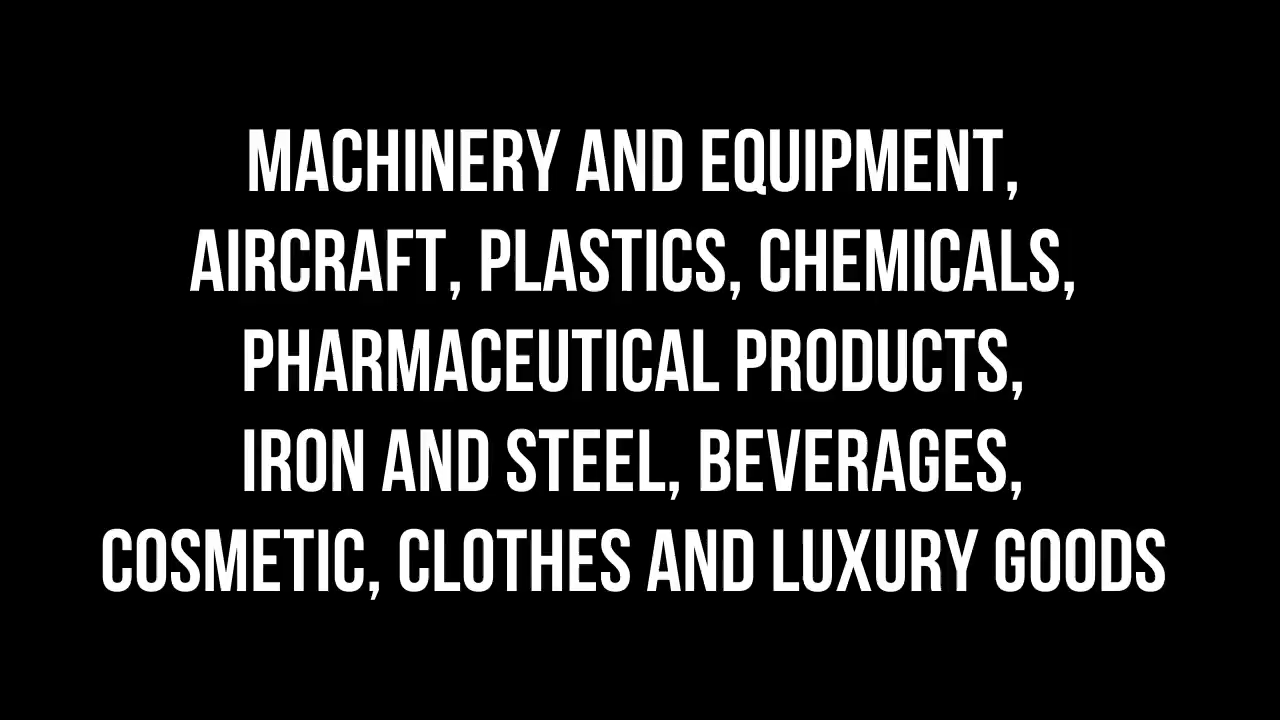 MACHINERY AND EQUIPMENT,
AIRCRAFT, PLASTICS, CHEMICALS,
PHARMACEUTICAL PRODUCTS,
IRON AND STEEL, BEVERAGES,
COSMETIC, CLOTHES AND LUXURY GOODS